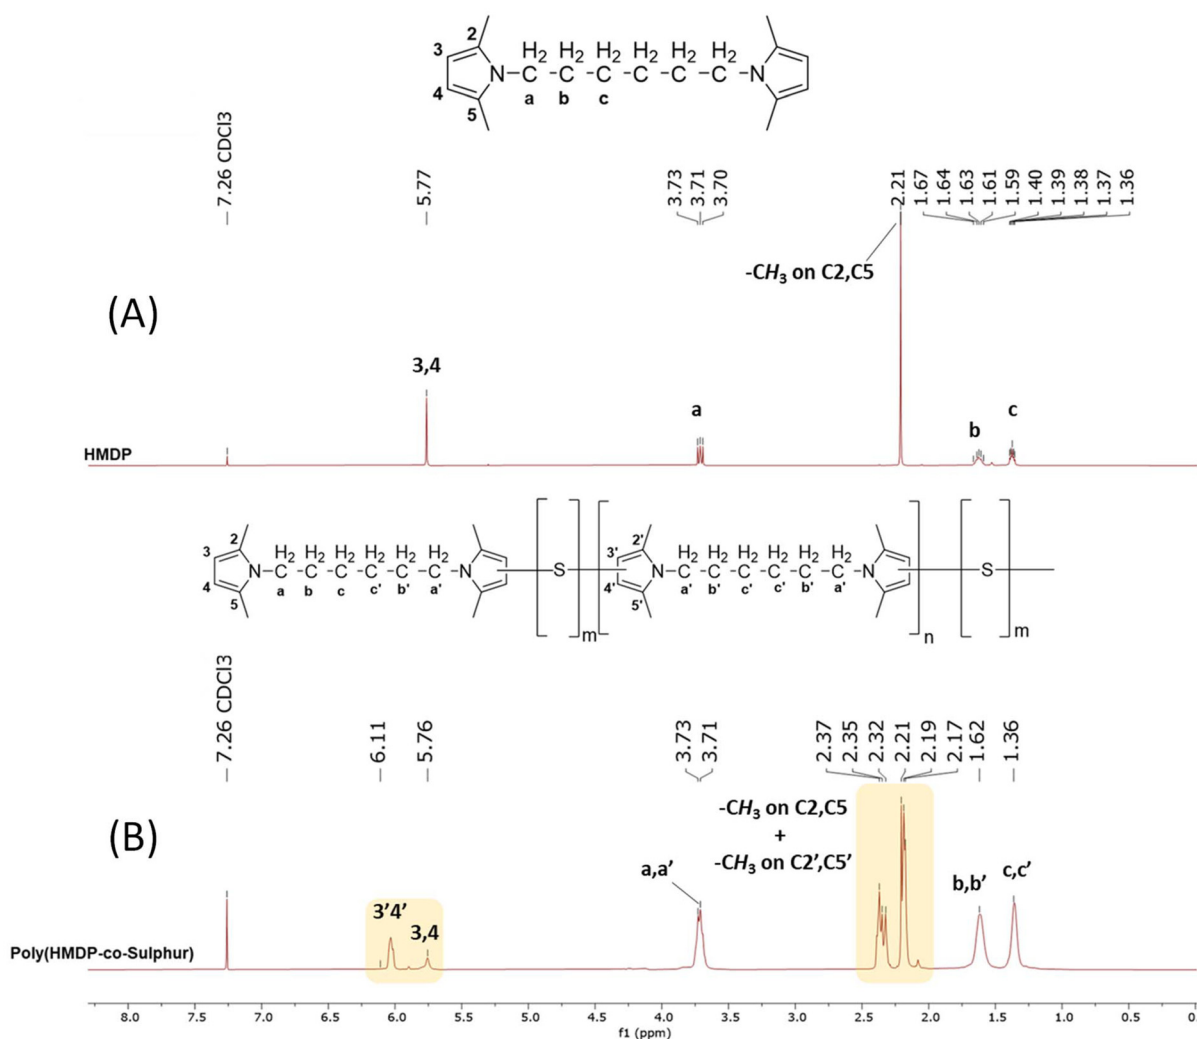 2
3
4
5
N
H2 H2 H2 H2 H2 H2
C-C-C-C-C-C
a b c
N
7.26 CDCl3
5.77
3.73
3.71
3.70
2.21
1.67
1.64
1.63
1.61
1.59
1.40
1.39
1.38
1.37
1.36
-CH3 on C2,C5
(A)
3,4
a
b
c
HMDP
2
3
4
5
N
H2 H2 H2 H2 H2 H2
C-C-C-C-C-C
a b c c' b' a'
N
S
m
2'
3'
4'
5'
N
H2 H2 H2 H2 H2 H2
C-C-C-C-C-C
a' b' c' c' b' a'
N
n
S
m
7.26 CDCl3
6.11
5.76
3.73
3.71
2.37
2.35
2.32
2.21
2.19
2.17
1.62
1.36
(B)
-CH3 on C2,C5
+
-CH3 on C2',C5'
a,a'
b,b'
c,c'
3'4'
3,4
Poly(HMDP-co-Sulphur)
8.0 7.5 7.0 6.5 6.0 5.5 5.0 4.5 4.0 3.5 3.0 2.5 2.0 1.5 1.0 0.5
f1 (ppm)